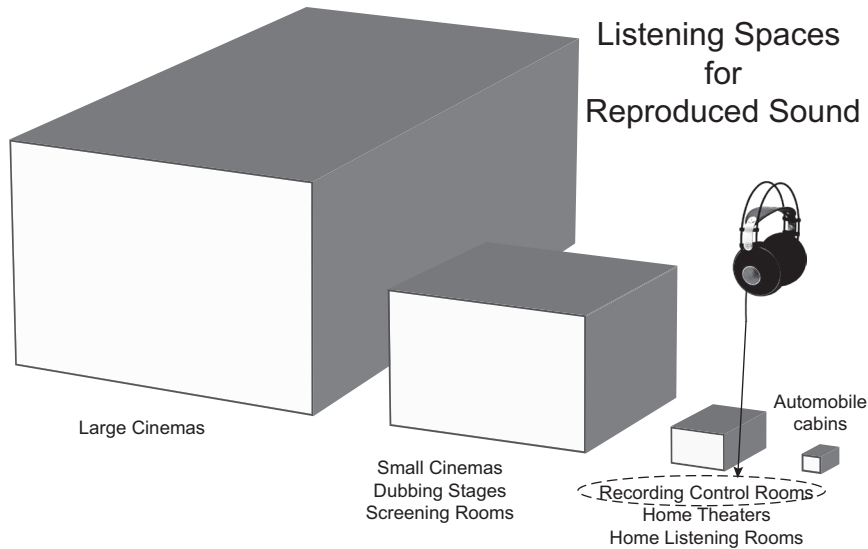 Listening Spaces
for
Reproduced Sound
Large Cinemas
Small Cinemas
Dubbing Stages
Screening Rooms
Automobile
cabins
Recording Control Rooms
Home Theaters
Home Listening Rooms